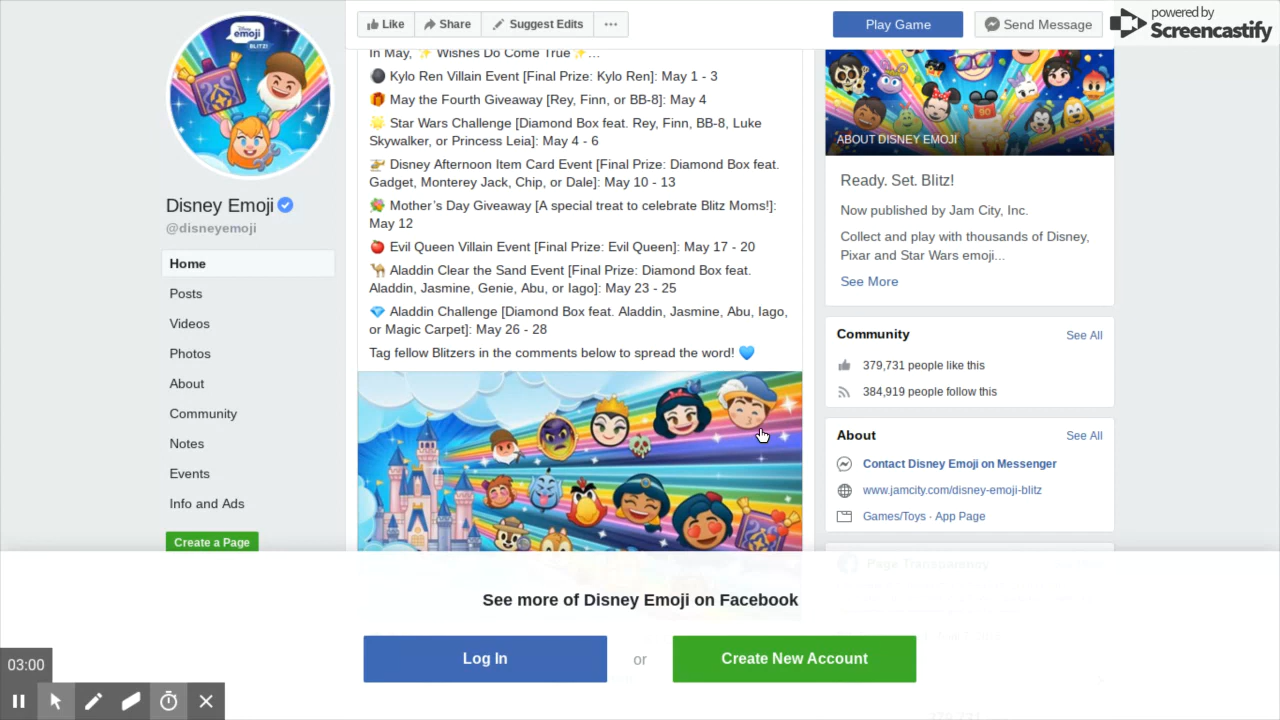 Disney
emoji
BLITZ!
Disney Emoji
@disneyemoji
Home
Posts
Videos
Photos
About
Community
Notes
Events
Info and Ads
Create a Page
Like
Share
Suggest Edits
Play Game
Send Message
powered by
Screencastify
In May, ✨ Wishes Do Come True ✨…
🌑 Kylo Ren Villain Event [Final Prize: Kylo Ren]: May 1 - 3
🎁 May the Fourth Giveaway [Rey, Finn, or BB-8]: May 4
🌟 Star Wars Challenge [Diamond Box feat. Rey, Finn, BB-8, Luke
Skywalker, or Princess Leia]: May 4 - 6
🚁 Disney Afternoon Item Card Event [Final Prize: Diamond Box feat.
Gadget, Monterey Jack, Chip, or Dale]: May 10 - 13
💐 Mother's Day Giveaway [A special treat to celebrate Blitz Moms!]:
May 12
🍎 Evil Queen Villain Event [Final Prize: Evil Queen]: May 17 - 20
🐪 Aladdin Clear the Sand Event [Final Prize: Diamond Box feat.
Aladdin, Jasmine, Genie, Abu, or Iago]: May 23 - 25
💎 Aladdin Challenge [Diamond Box feat. Aladdin, Jasmine, Abu, Iago,
or Magic Carpet]: May 26 - 28
Tag fellow Blitzers in the comments below to spread the word! 💙
ABOUT DISNEY EMOJI
Ready. Set. Blitz!
Now published by Jam City, Inc.
Collect and play with thousands of Disney,
Pixar and Star Wars emoji...
See More
Community
See All
379,731 people like this
384,919 people follow this
About
See All
Contact Disney Emoji on Messenger
www.jamcity.com/disney-emoji-blitz
Games/Toys · App Page
Page Transparency
See more of Disney Emoji on Facebook
Log In
or
Create New Account
03:00